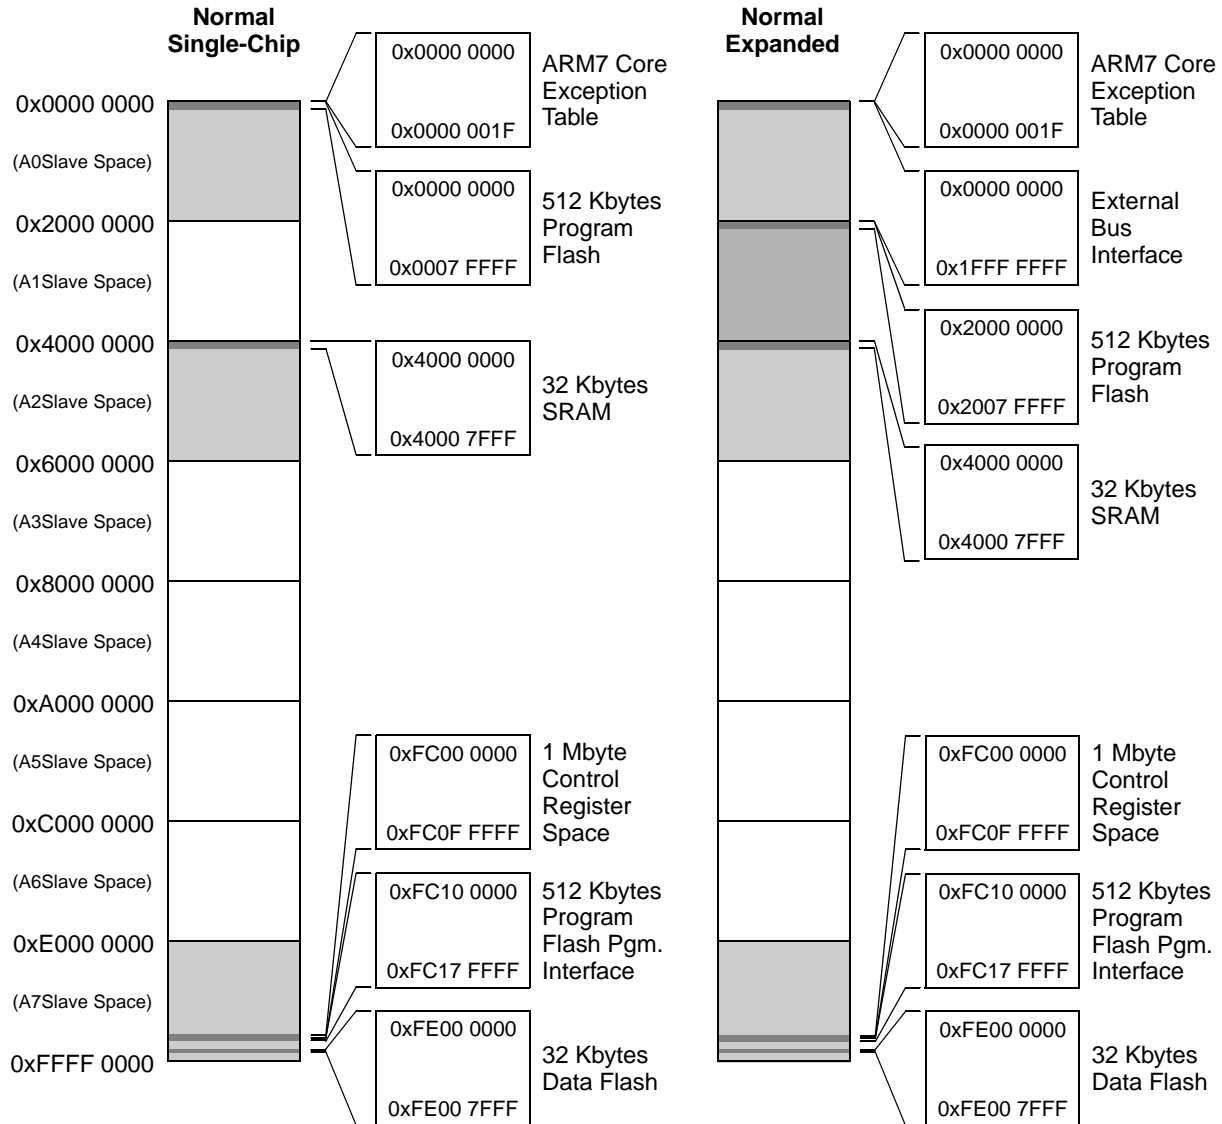 Normal
Single-Chip
0x0000 0000
(A0Slave Space)
0x2000 0000
(A1Slave Space)
0x4000 0000
(A2Slave Space)
0x6000 0000
(A3Slave Space)
0x8000 0000
(A4Slave Space)
0xA000 0000
(A5Slave Space)
0xC000 0000
(A6Slave Space)
0xE000 0000
(A7Slave Space)
0xFFFF 0000
0x0000 0000
0x0000 001F
ARM7 Core
Exception
Table
0x0000 0000
0x0007 FFFF
512 Kbytes
Program
Flash
0x4000 0000
0x4000 7FFF
32 Kbytes
SRAM
0xFC00 0000
0xFC0F FFFF
1 Mbyte
Control
Register
Space
0xFC10 0000
0xFC17 FFFF
512 Kbytes
Program
Flash Pgm.
Interface
0xFE00 0000
0xFE00 7FFF
32 Kbytes
Data Flash
Normal
Expanded
0x0000 0000
0x0000 001F
ARM7 Core
Exception
Table
0x0000 0000
0x1FFF FFFF
External
Bus
Interface
0x2000 0000
0x2007 FFFF
512 Kbytes
Program
Flash
0x4000 0000
0x4000 7FFF
32 Kbytes
SRAM
0xFC00 0000
0xFC0F FFFF
1 Mbyte
Control
Register
Space
0xFC10 0000
0xFC17 FFFF
512 Kbytes
Program
Flash Pgm.
Interface
0xFE00 0000
0xFE00 7FFF
32 Kbytes
Data Flash